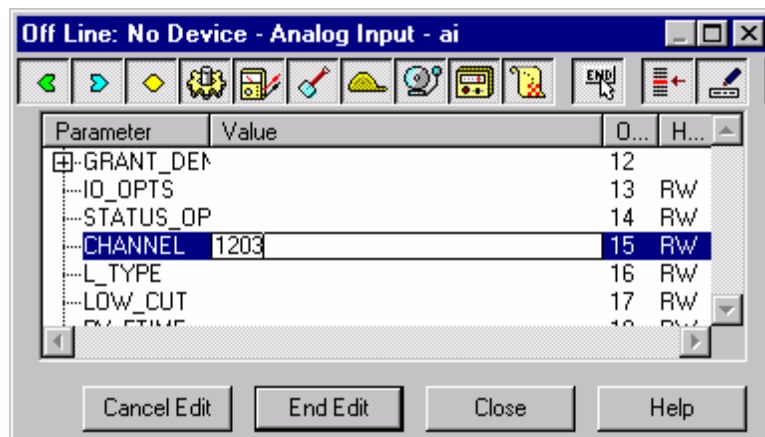 Off Line: No Device - Analog Input - ai
END
Parameter Value O... H...
GRANT_DEN 12
IO_OPTS 13 RW
STATUS_OP 14 RW
CHANNEL 1203 15 RW
L_TYPE 16 RW
LOW_CUT 17 RW
Cancel Edit End Edit Close Help